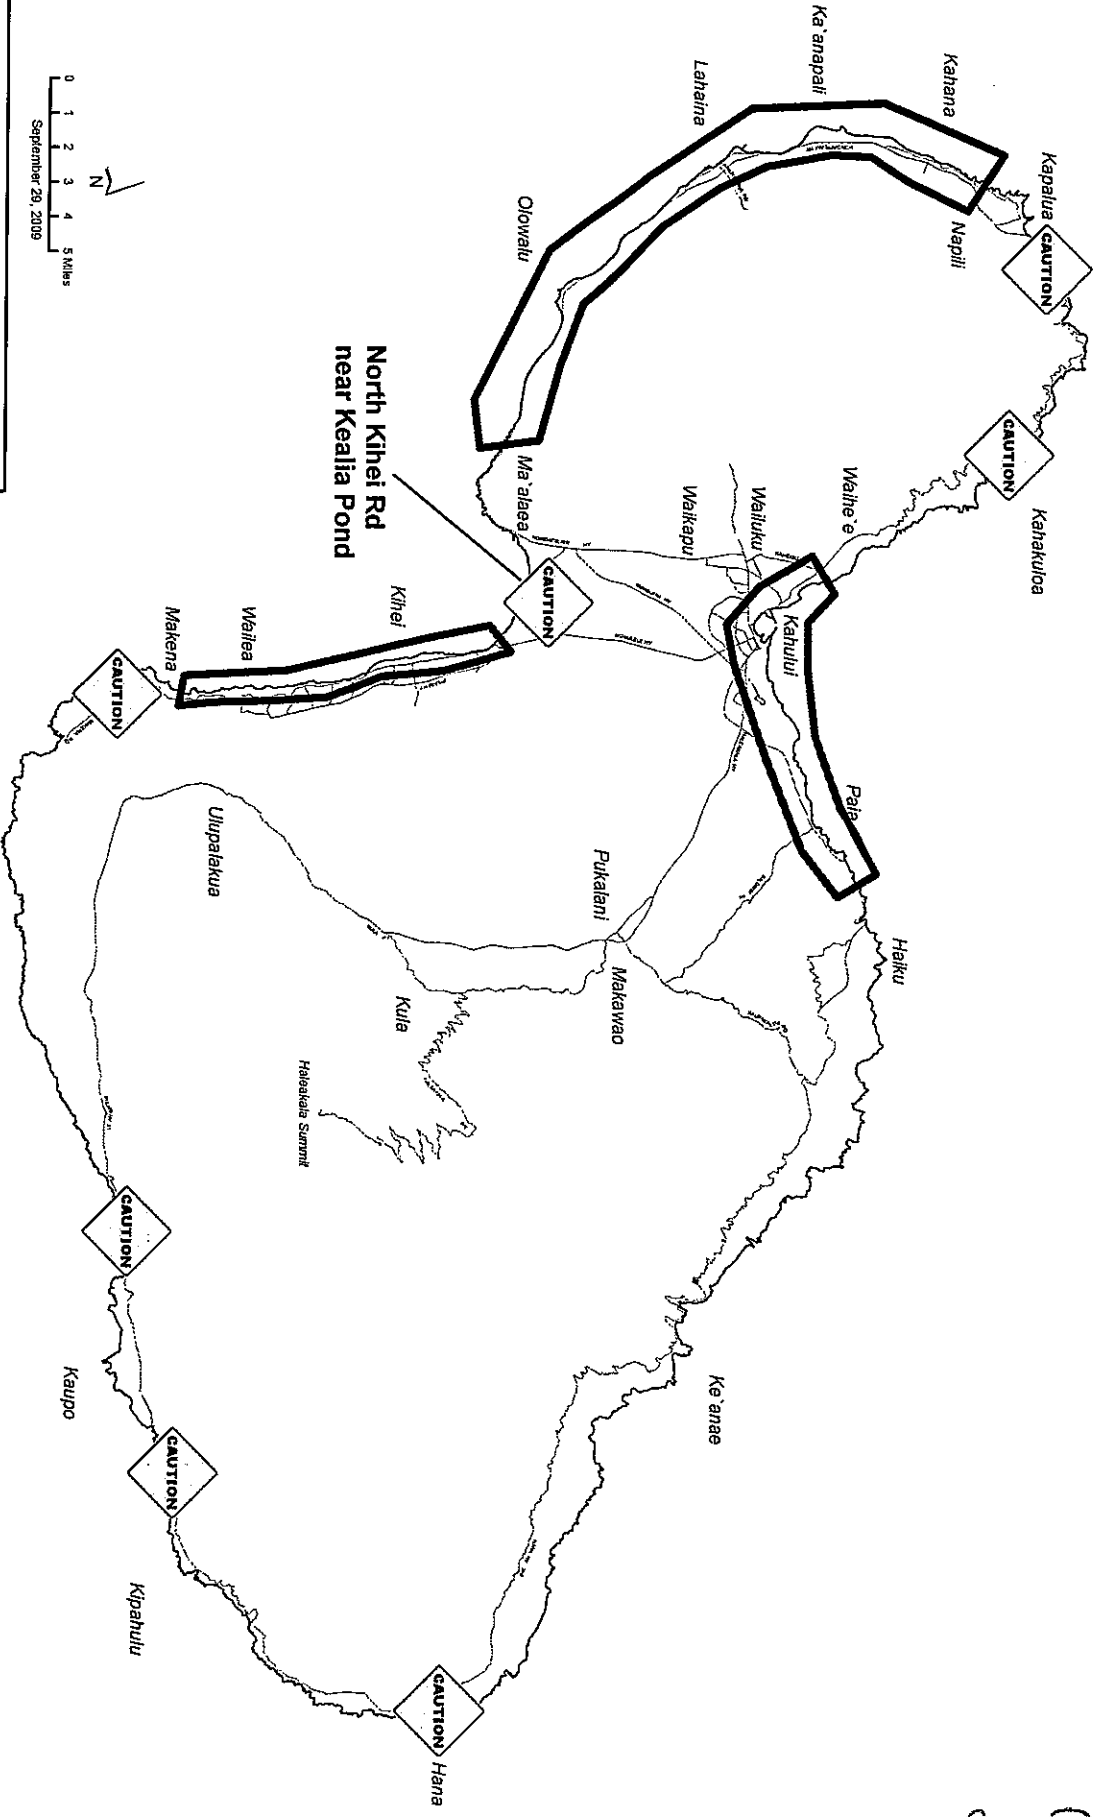 Kapalua
CAUTION
Kahana
Napili
Ka`anapali
Lahaina
CAUTION
Kahakuloa
Olowalu
Waihe`e
Wailuku
Waikapu
Ma`alaea
Kahului
North Kihei Rd
near Kealia Pond
CAUTION
Paia
Haiku
Kihei
Wailea
Makena
CAUTION
Pukalani
Makawao
Ulupalakua
Kula
Haleakala Summit
Ke`anae
CAUTION
Kaupo
CAUTION
Kipahulu
CAUTION
Hana
N
0 1 2 3 4 5 Miles
September 29, 2009